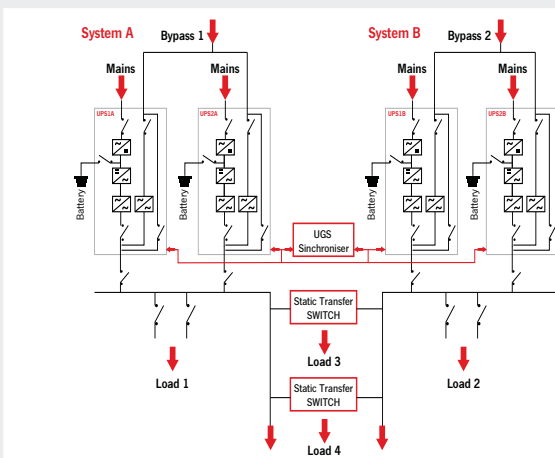 System A
Bypass 1
System B
Bypass 2
Mains
Mains
Mains
Mains
UPS1A
UPS2A
UPS1B
UPS2B
Battery
Battery
Battery
Battery
UGS
Sinchroniser
Static Transfer
SWITCH
Load 3
Load 1
Load 2
Static Transfer
SWITCH
Load 4